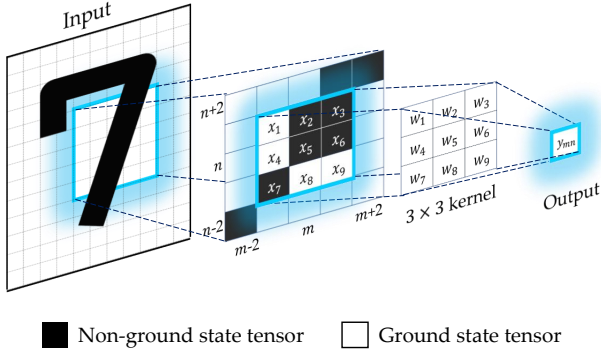 Input
n+2
n
n-2
m-2
m
m+2
x1 x2 x3
x4 x5 x6
x7 x8 x9
w1 w2 w3
w4 w5 w6
w7 w8 w9
3 × 3 kernel
ymn
Output
Non-ground state tensor
Ground state tensor